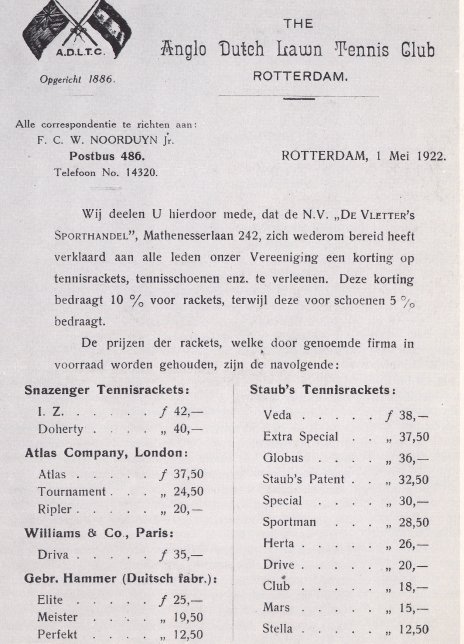 A.D.L.T.C.
Opgericht 1886.
THE
Anglo Dutch Lawn Tennis Club
ROTTERDAM.
Alle correspondentie te richten aan:
F. C. W. NOORDUYN Jr.
Postbus 486.
Telefoon No. 14320.
ROTTERDAM, 1 Mei 1922.
Wij deelen U hierdoor mede, dat de N.V. „DE VLETTER'S
SPORTHANDEL”, Mathenesserlaan 242, zich wederom bereid heeft
verklaard aan alle leden onzer Vereeniging een korting op
tennisrackets, tennisschoenen enz. te verleenen. Deze korting
bedraagt 10 % voor rackets, terwijl deze voor schoenen 5 %
bedraagt.
De prijzen der rackets, welke door genoemde firma in
voorraad worden gehouden, zijn de navolgende:
Snazenger Tennisrackets:
I. Z. . . . . . ƒ 42,—
Doherty . . . . „ 40,—
Atlas Company, London:
Atlas . . . . . ƒ 37,50
Tournament . . . „ 24,50
Ripler . . . . . „ 20,—
Williams & Co., Paris:
Driva . . . . . ƒ 35,—
Gebr. Hammer (Duitsch fabr.):
Elite . . . . . ƒ 25,—
Meister . . . . „ 19,50
Perfekt . . . . „ 12,50
Staub's Tennisrackets:
Veda . . . . . ƒ 38,—
Extra Special . . „ 37,50
Globus . . . . „ 36,—
Staub's Patent . . „ 32,50
Special . . . . „ 30,—
Sportman . . . „ 28,50
Herta . . . . . „ 26,—
Drive . . . . . „ 20,—
Club . . . . . „ 18,—
Mars . . . . . „ 15,—
Stella . . . . . „ 12,50